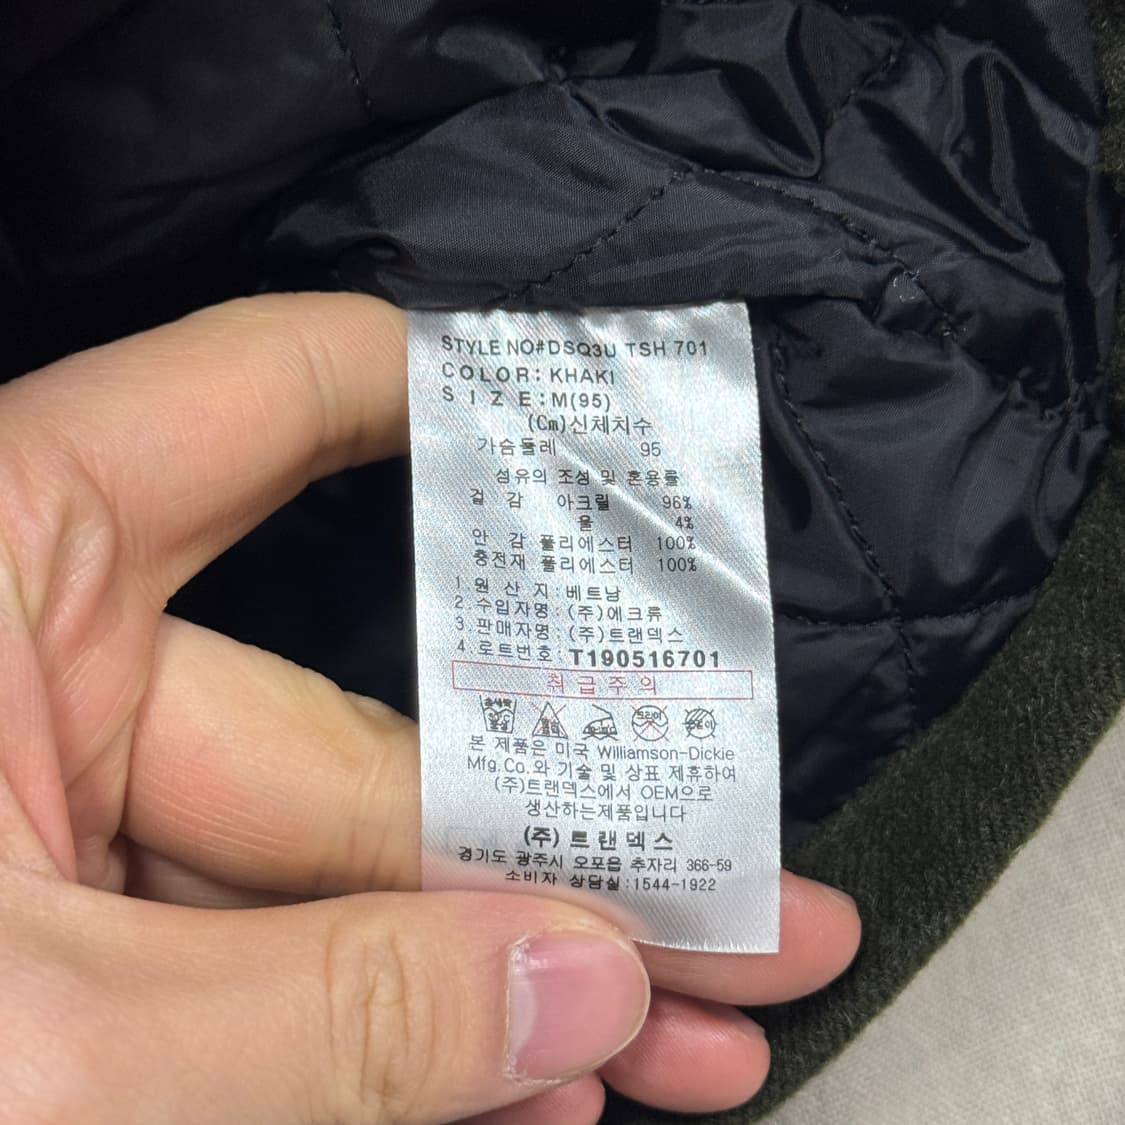 STYLE NO#DSQ3U TSH 701
COLOR: KHAKI
S I Z E : M(95)
(Cm)신체치수
가슴둘레 95
섬유의 조성 및 혼용률
겉 감 아크릴 96%
울 4%
안 감 폴리에스터 100%
충전재 폴리에스터 100%
1. 원 산 지 : 베트남
2. 수입자명 : (주)에크류
3. 판매자명 : (주)트랜덱스
4. 로트번호 : T190516701
취급주의
손세탁
드라이
본 제품은 미국 Williamson-Dickie
Mfg.Co.와 기술 및 상표 제휴하여
(주)트랜덱스에서 OEM으로
생산하는제품입니다
(주) 트 랜 덱 스
경기도 광주시 오포읍 추자리 366-59
소비자 상담실:1544-1922